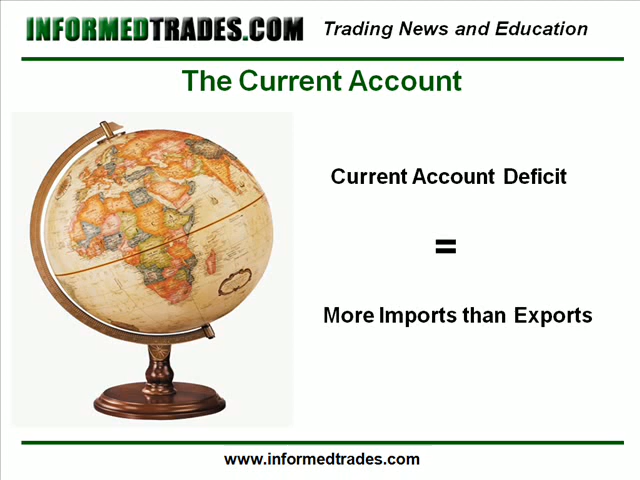 INFORMEDTRADES.COM Trading News and Education
The Current Account
Current Account Deficit
=
More Imports than Exports
www.informedtrades.com